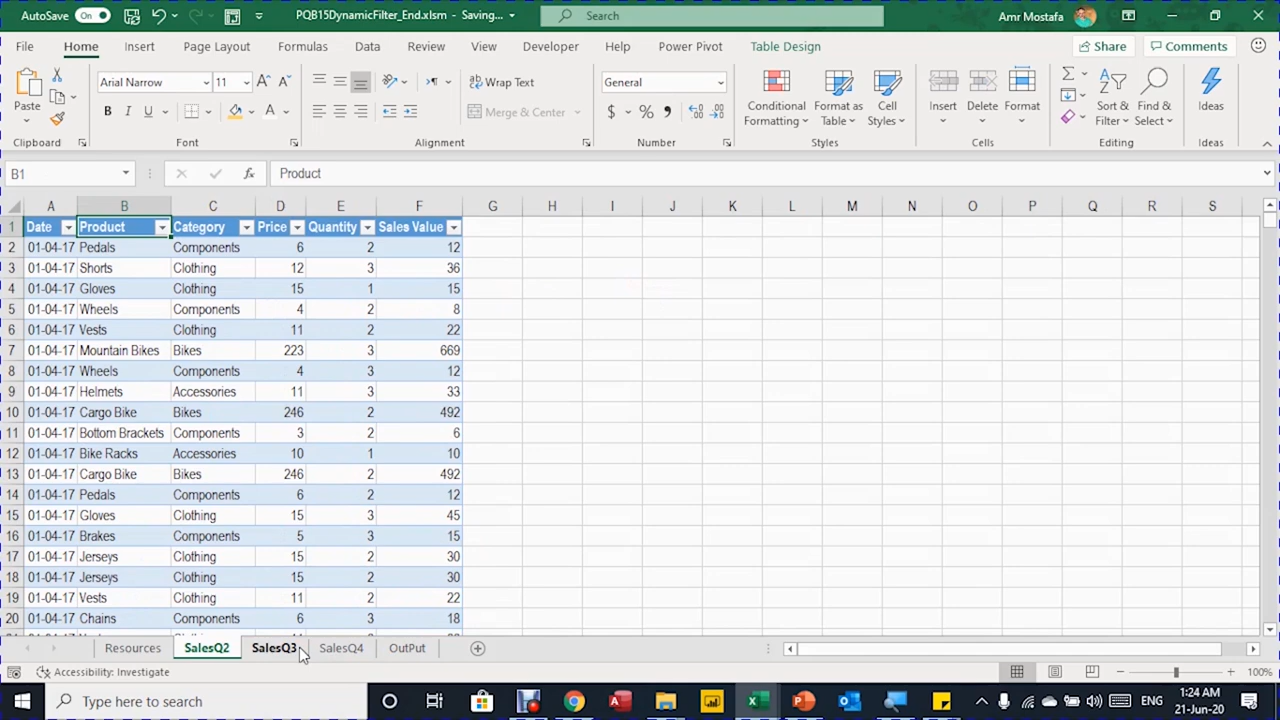 AutoSave On PQB15DynamicFilter_End.xlsm - Saving... Search Amr Mostafa
File Home Insert Page Layout Formulas Data Review View Developer Help Power Pivot Table Design Share Comments
Paste Arial Narrow 11 Wrap Text General Conditional Formatting Format as Table Cell Styles Insert Delete Format Sort & Filter Find & Select Ideas
B I U A Merge & Center $ %
Clipboard Font Alignment Number Styles Cells Editing Ideas
B1 fx Product
A B C D E F G H I J K L M N O P Q R S
1 Date Product Category Price Quantity Sales Value
2 01-04-17 Pedals Components 6 2 12
3 01-04-17 Shorts Clothing 12 3 36
4 01-04-17 Gloves Clothing 15 1 15
5 01-04-17 Wheels Components 4 2 8
6 01-04-17 Vests Clothing 11 2 22
7 01-04-17 Mountain Bikes Bikes 223 3 669
8 01-04-17 Wheels Components 4 3 12
9 01-04-17 Helmets Accessories 11 3 33
10 01-04-17 Cargo Bike Bikes 246 2 492
11 01-04-17 Bottom Brackets Components 3 2 6
12 01-04-17 Bike Racks Accessories 10 1 10
13 01-04-17 Cargo Bike Bikes 246 2 492
14 01-04-17 Pedals Components 6 2 12
15 01-04-17 Gloves Clothing 15 3 45
16 01-04-17 Brakes Components 5 3 15
17 01-04-17 Jerseys Clothing 15 2 30
18 01-04-17 Jerseys Clothing 15 2 30
19 01-04-17 Vests Clothing 11 2 22
20 01-04-17 Chains Components 6 3 18
Resources SalesQ2 SalesQ3 SalesQ4 OutPut
Accessibility: Investigate 100%
Type here to search ENG 1:24 AM
21-Jun-20